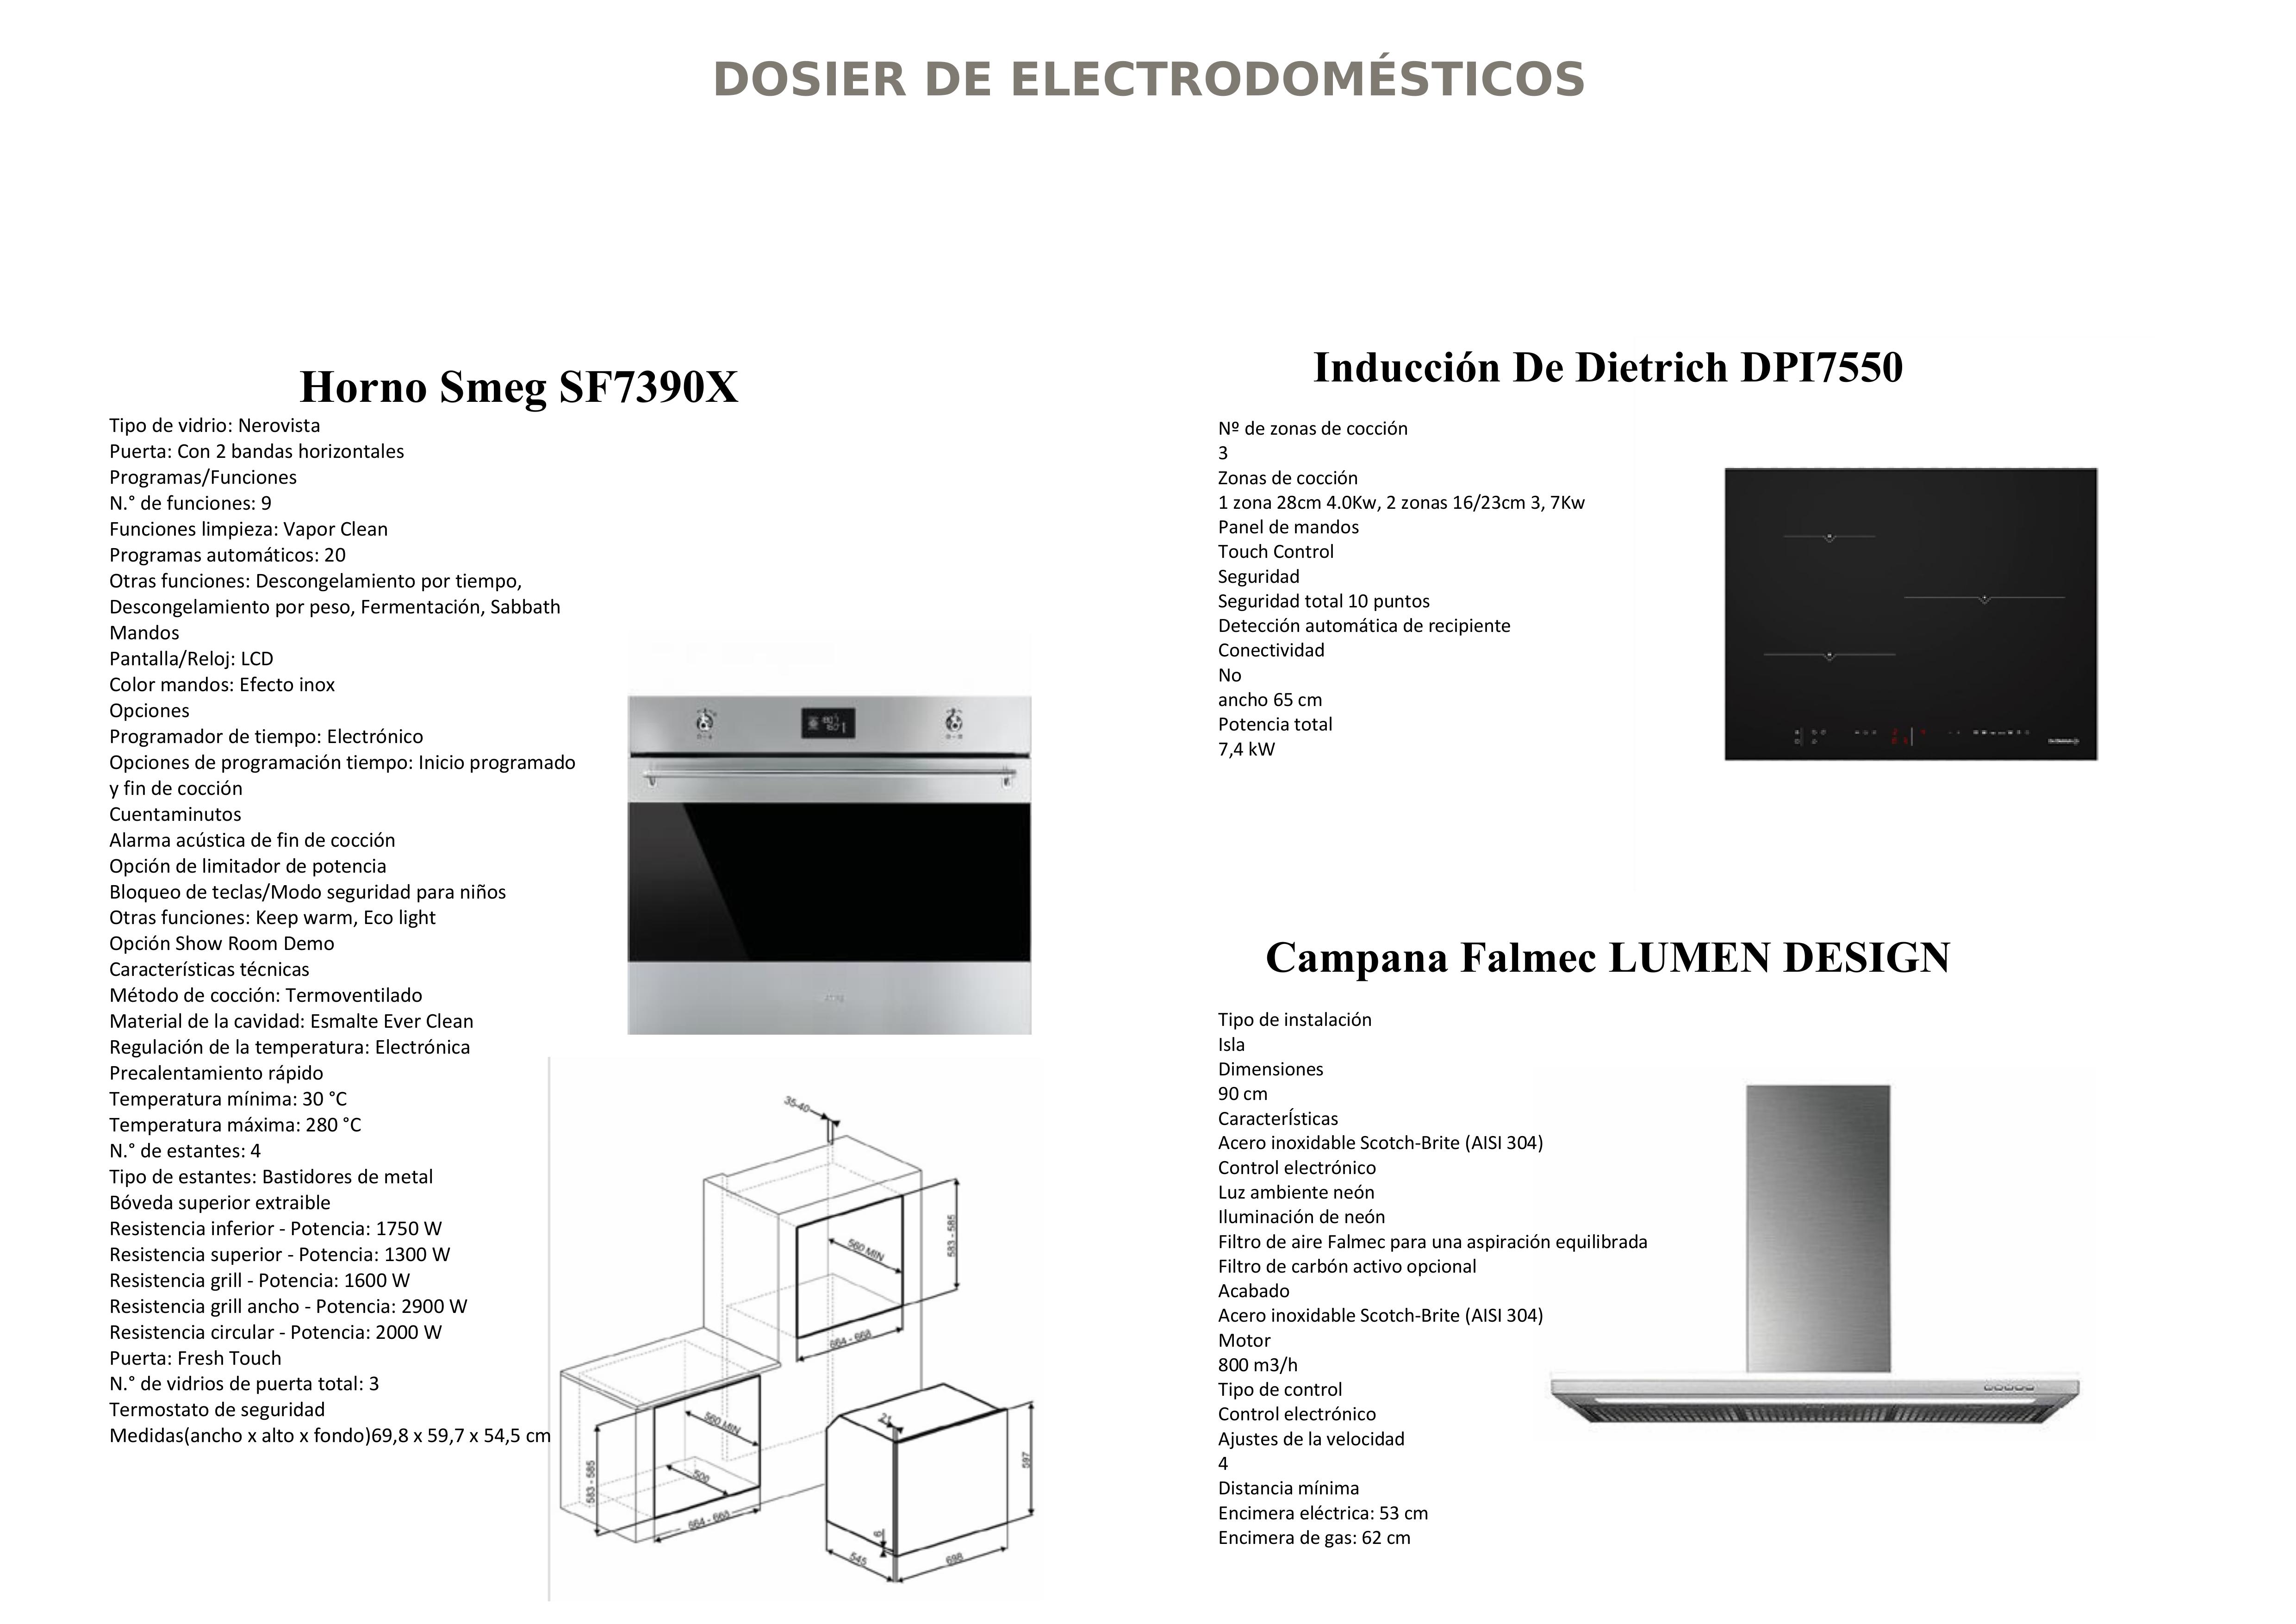 DOSIER DE ELECTRODOMÉSTICOS
Horno Smeg SF7390X
Tipo de vidrio: Nerovista
Puerta: Con 2 bandas horizontales
Programas/Funciones
N.° de funciones: 9
Funciones limpieza: Vapor Clean
Programas automáticos: 20
Otras funciones: Descongelamiento por tiempo,
Descongelamiento por peso, Fermentación, Sabbath
Mandos
Pantalla/Reloj: LCD
Color mandos: Efecto inox
Opciones
Programador de tiempo: Electrónico
Opciones de programación tiempo: Inicio programado
y fin de cocción
Cuentaminutos
Alarma acústica de fin de cocción
Opción de limitador de potencia
Bloqueo de teclas/Modo seguridad para niños
Otras funciones: Keep warm, Eco light
Opción Show Room Demo
Características técnicas
Método de cocción: Termoventilado
Material de la cavidad: Esmalte Ever Clean
Regulación de la temperatura: Electrónica
Precalentamiento rápido
Temperatura mínima: 30 °C
Temperatura máxima: 280 °C
N.° de estantes: 4
Tipo de estantes: Bastidores de metal
Bóveda superior extraible
Resistencia inferior - Potencia: 1750 W
Resistencia superior - Potencia: 1300 W
Resistencia grill - Potencia: 1600 W
Resistencia grill ancho - Potencia: 2900 W
Resistencia circular - Potencia: 2000 W
Puerta: Fresh Touch
N.° de vidrios de puerta total: 3
Termostato de seguridad
Medidas(ancho x alto x fondo)69,8 x 59,7 x 54,5 cm
35-40
560 MIN
583 - 585
664 - 668
560 MIN
500
583 - 585
664 - 668
21
597
6
545
698
Inducción De Dietrich DPI7550
Nº de zonas de cocción
3
Zonas de cocción
1 zona 28cm 4.0Kw, 2 zonas 16/23cm 3, 7Kw
Panel de mandos
Touch Control
Seguridad
Seguridad total 10 puntos
Detección automática de recipiente
Conectividad
No
ancho 65 cm
Potencia total
7,4 kW
Campana Falmec LUMEN DESIGN
Tipo de instalación
Isla
Dimensiones
90 cm
CaracterÍsticas
Acero inoxidable Scotch-Brite (AISI 304)
Control electrónico
Luz ambiente neón
Iluminación de neón
Filtro de aire Falmec para una aspiración equilibrada
Filtro de carbón activo opcional
Acabado
Acero inoxidable Scotch-Brite (AISI 304)
Motor
800 m3/h
Tipo de control
Control electrónico
Ajustes de la velocidad
4
Distancia mínima
Encimera eléctrica: 53 cm
Encimera de gas: 62 cm